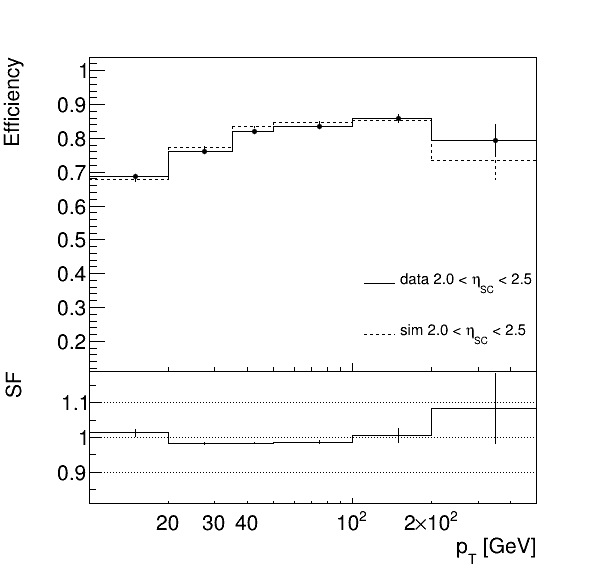 Efficiency
1
0.9
0.8
0.7
0.6
0.5
0.4
0.3
0.2
data 2.0 < η_SC < 2.5
sim 2.0 < η_SC < 2.5
SF
1.1
1
0.9
20 30 40 10² 2×10²
p_T [GeV]